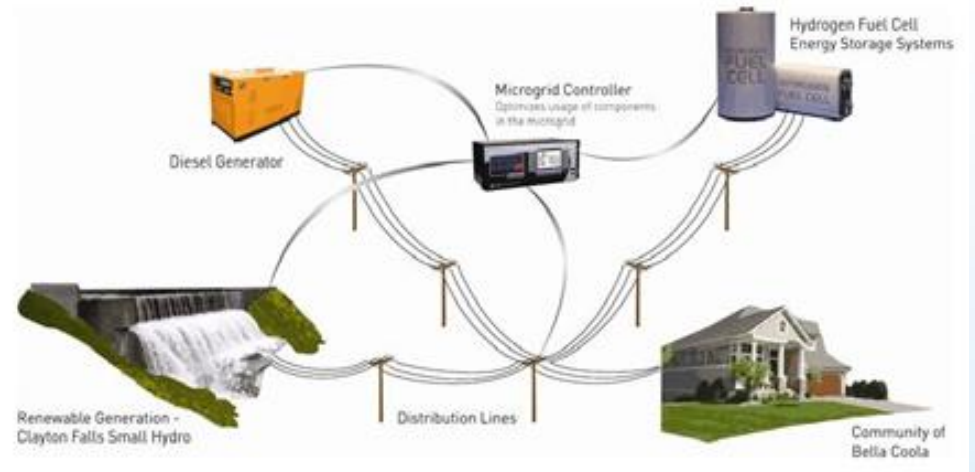 Hydrogen Fuel Cell
Energy Storage Systems
FUEL
CELL
FUEL CELL
Microgrid Controller
Optimizes usage of components
in the microgrid
Diesel Generator
Renewable Generation -
Clayton Falls Small Hydro
Distribution Lines
Community of
Bella Coola